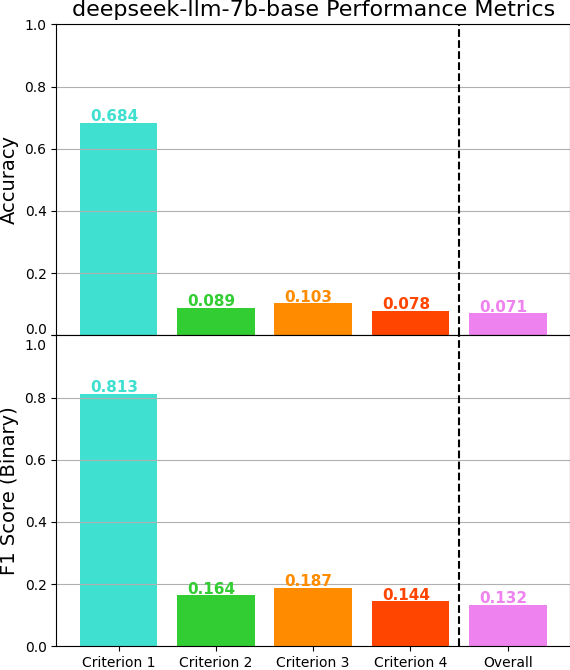 deepseek-llm-7b-base Performance Metrics
Accuracy
1.0
0.8
0.6
0.4
0.2
0.0
0.684
0.089
0.103
0.078
0.071
F1 Score (Binary)
1.0
0.8
0.6
0.4
0.2
0.0
0.813
0.164
0.187
0.144
0.132
Criterion 1
Criterion 2
Criterion 3
Criterion 4
Overall